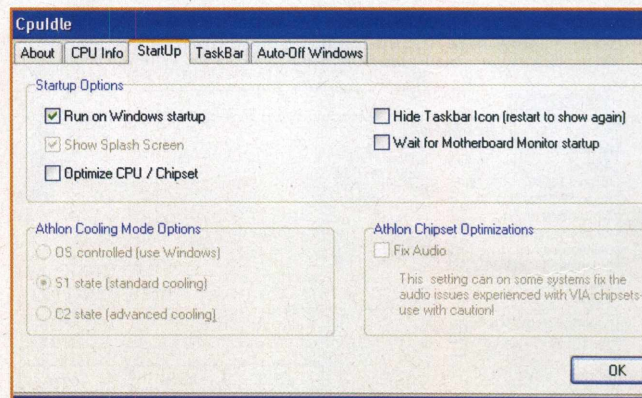 CpuIdle
About
CPU Info
StartUp
TaskBar
Auto-Off Windows
Startup Options
Run on Windows startup
Show Splash Screen
Optimize CPU / Chipset
Hide Taskbar Icon (restart to show again)
Wait for Motherboard Monitor startup
Athlon Cooling Mode Options
OS controlled (use Windows)
S1 state (standard cooling)
C2 state (advanced cooling)
Athlon Chipset Optimizations
Fix Audio
This setting can on some systems fix the
audio issues experienced with VIA chipsets-
use with caution!
OK